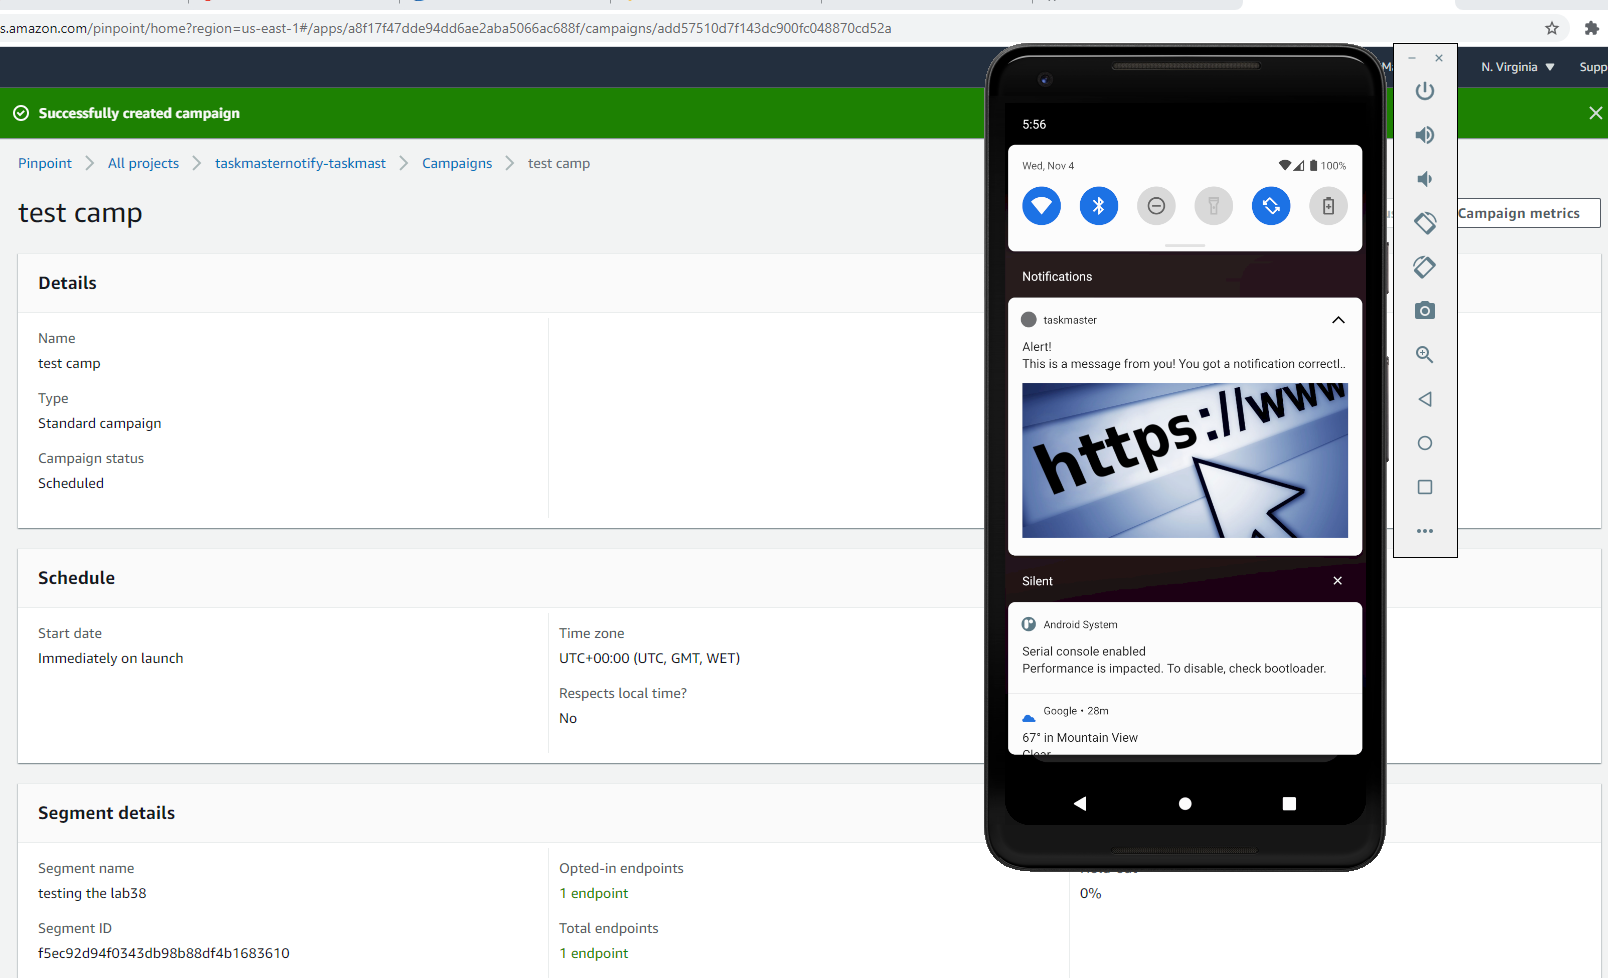 s.amazon.com/pinpoint/home?region=us-east-1#/apps/a8f17f47dde94dd6ae2aba5066ac688f/campaigns/add57510d7f143dc900fc048870cd52a
N. Virginia
Supp
Successfully created campaign
Pinpoint
All projects
taskmasternotify-taskmast
Campaigns
test camp
test camp
Campaign metrics
Details
Name
test camp
Type
Standard campaign
Campaign status
Scheduled
Schedule
Start date
Immediately on launch
Time zone
UTC+00:00 (UTC, GMT, WET)
Respects local time?
No
Segment details
Segment name
testing the lab38
Segment ID
f5ec92d94f0343db98b88df4b1683610
Opted-in endpoints
1 endpoint
Total endpoints
1 endpoint
0%
5:56
Wed, Nov 4
100%
Notifications
taskmaster
Alert!
This is a message from you! You got a notification correctl..
https://www
Silent
Android System
Serial console enabled
Performance is impacted. To disable, check bootloader.
Google • 28m
67° in Mountain View
Clear